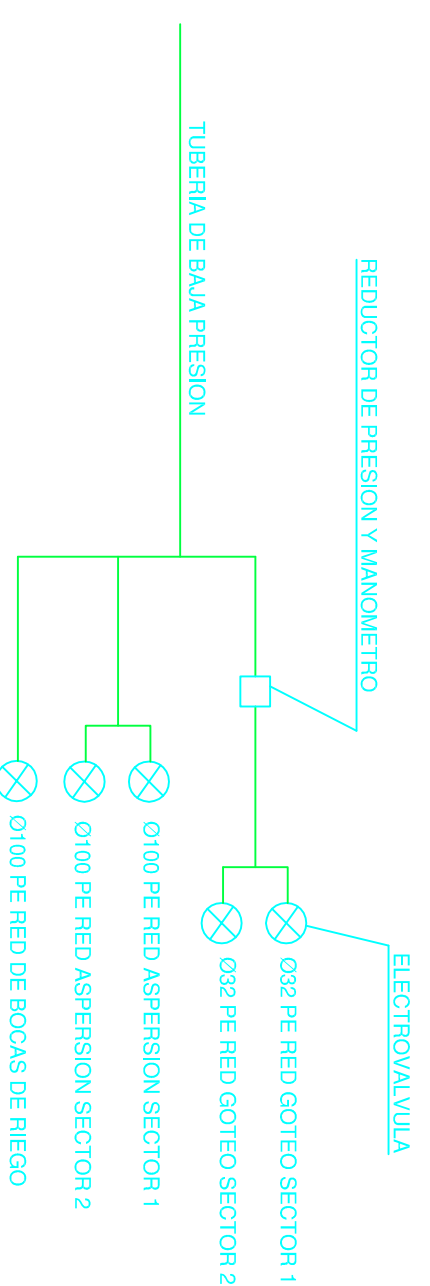 ELECTROVALVULA
REDUCTOR DE PRESION Y MANOMETRO
Ø32 PE RED GOTEO SECTOR 1
Ø32 PE RED GOTEO SECTOR 2
TUBERIA DE BAJA PRESION
Ø100 PE RED ASPERSION SECTOR 1
Ø100 PE RED ASPERSION SECTOR 2
Ø100 PE RED DE BOCAS DE RIEGO